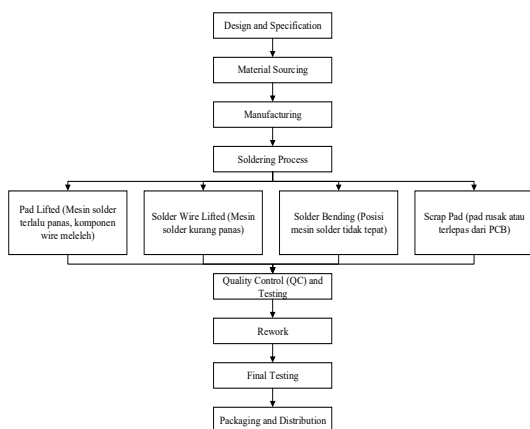 Design and Specification
Material Sourcing
Manufacturing
Soldering Process
Pad Lifted (Mesin solder
terlalu panas, komponen
wire meleleh)
Solder Wire Lifted (Mesin
solder kurang panas)
Solder Bending (Posisi
mesin solder tidak tepat)
Scrap Pad (pad rusak atau
terlepas dari PCB)
Quality Control (QC) and
Testing
Rework
Final Testing
Packaging and Distribution